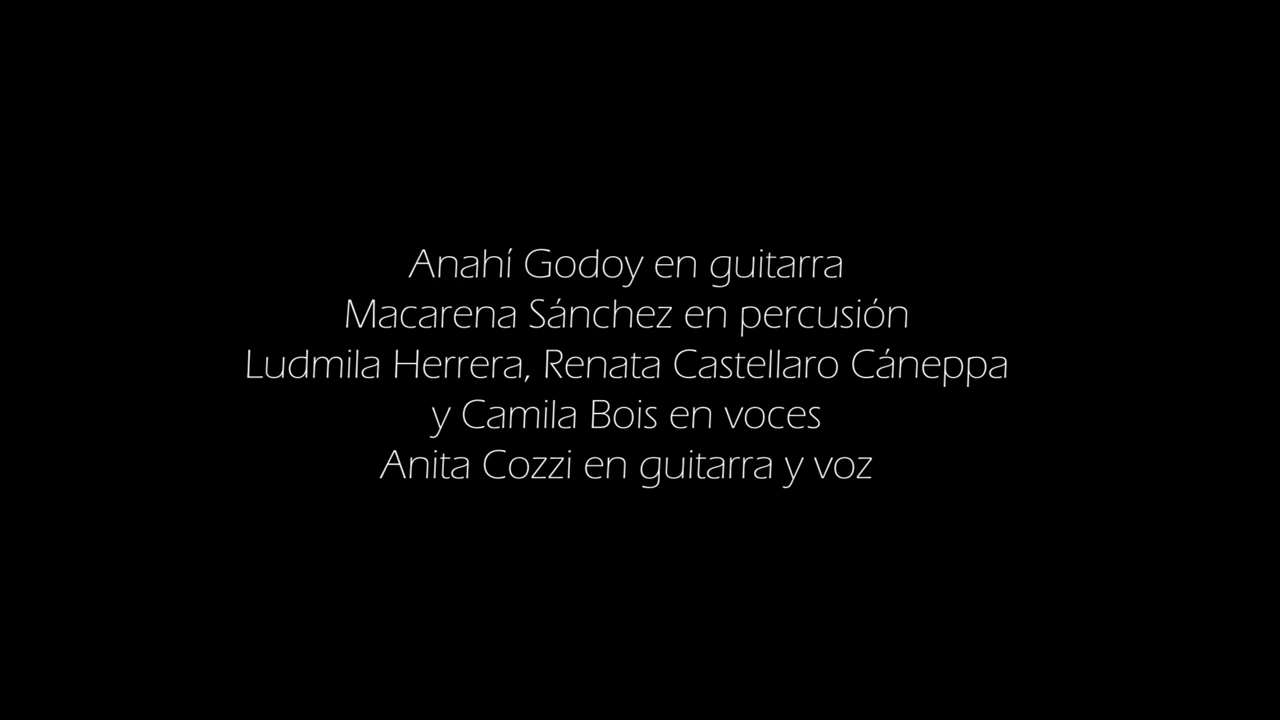 Anahí Godoy en guitarra
Macarena Sánchez en percusión
Ludmila Herrera, Renata Castellaro Cáneppa
y Camila Bois en voces
Anita Cozzi en guitarra y voz